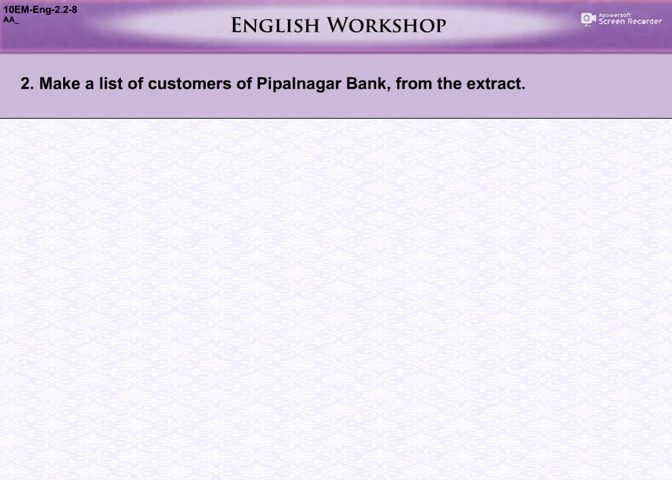 10EM-Eng-2.2-8
AA_
ENGLISH WORKSHOP
Apowersoft
Screen Recorder
2. Make a list of customers of Pipalnagar Bank, from the extract.